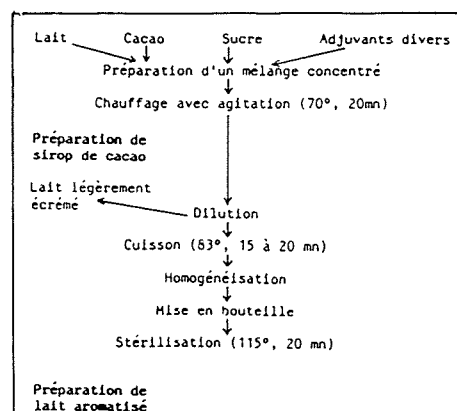 Lait Cacao Sucre Adjuvants divers
Préparation d'un mélange concentré
Chauffage avec agitation (70°, 20mn)
Préparation de
sirop de cacao
Lait légèrement
écrémé
Dilution
Cuisson (83°, 15 à 20 mn)
Homogénéisation
Mise en bouteille
Stérilisation (115°, 20 mn)
Préparation de
lait aromatisé